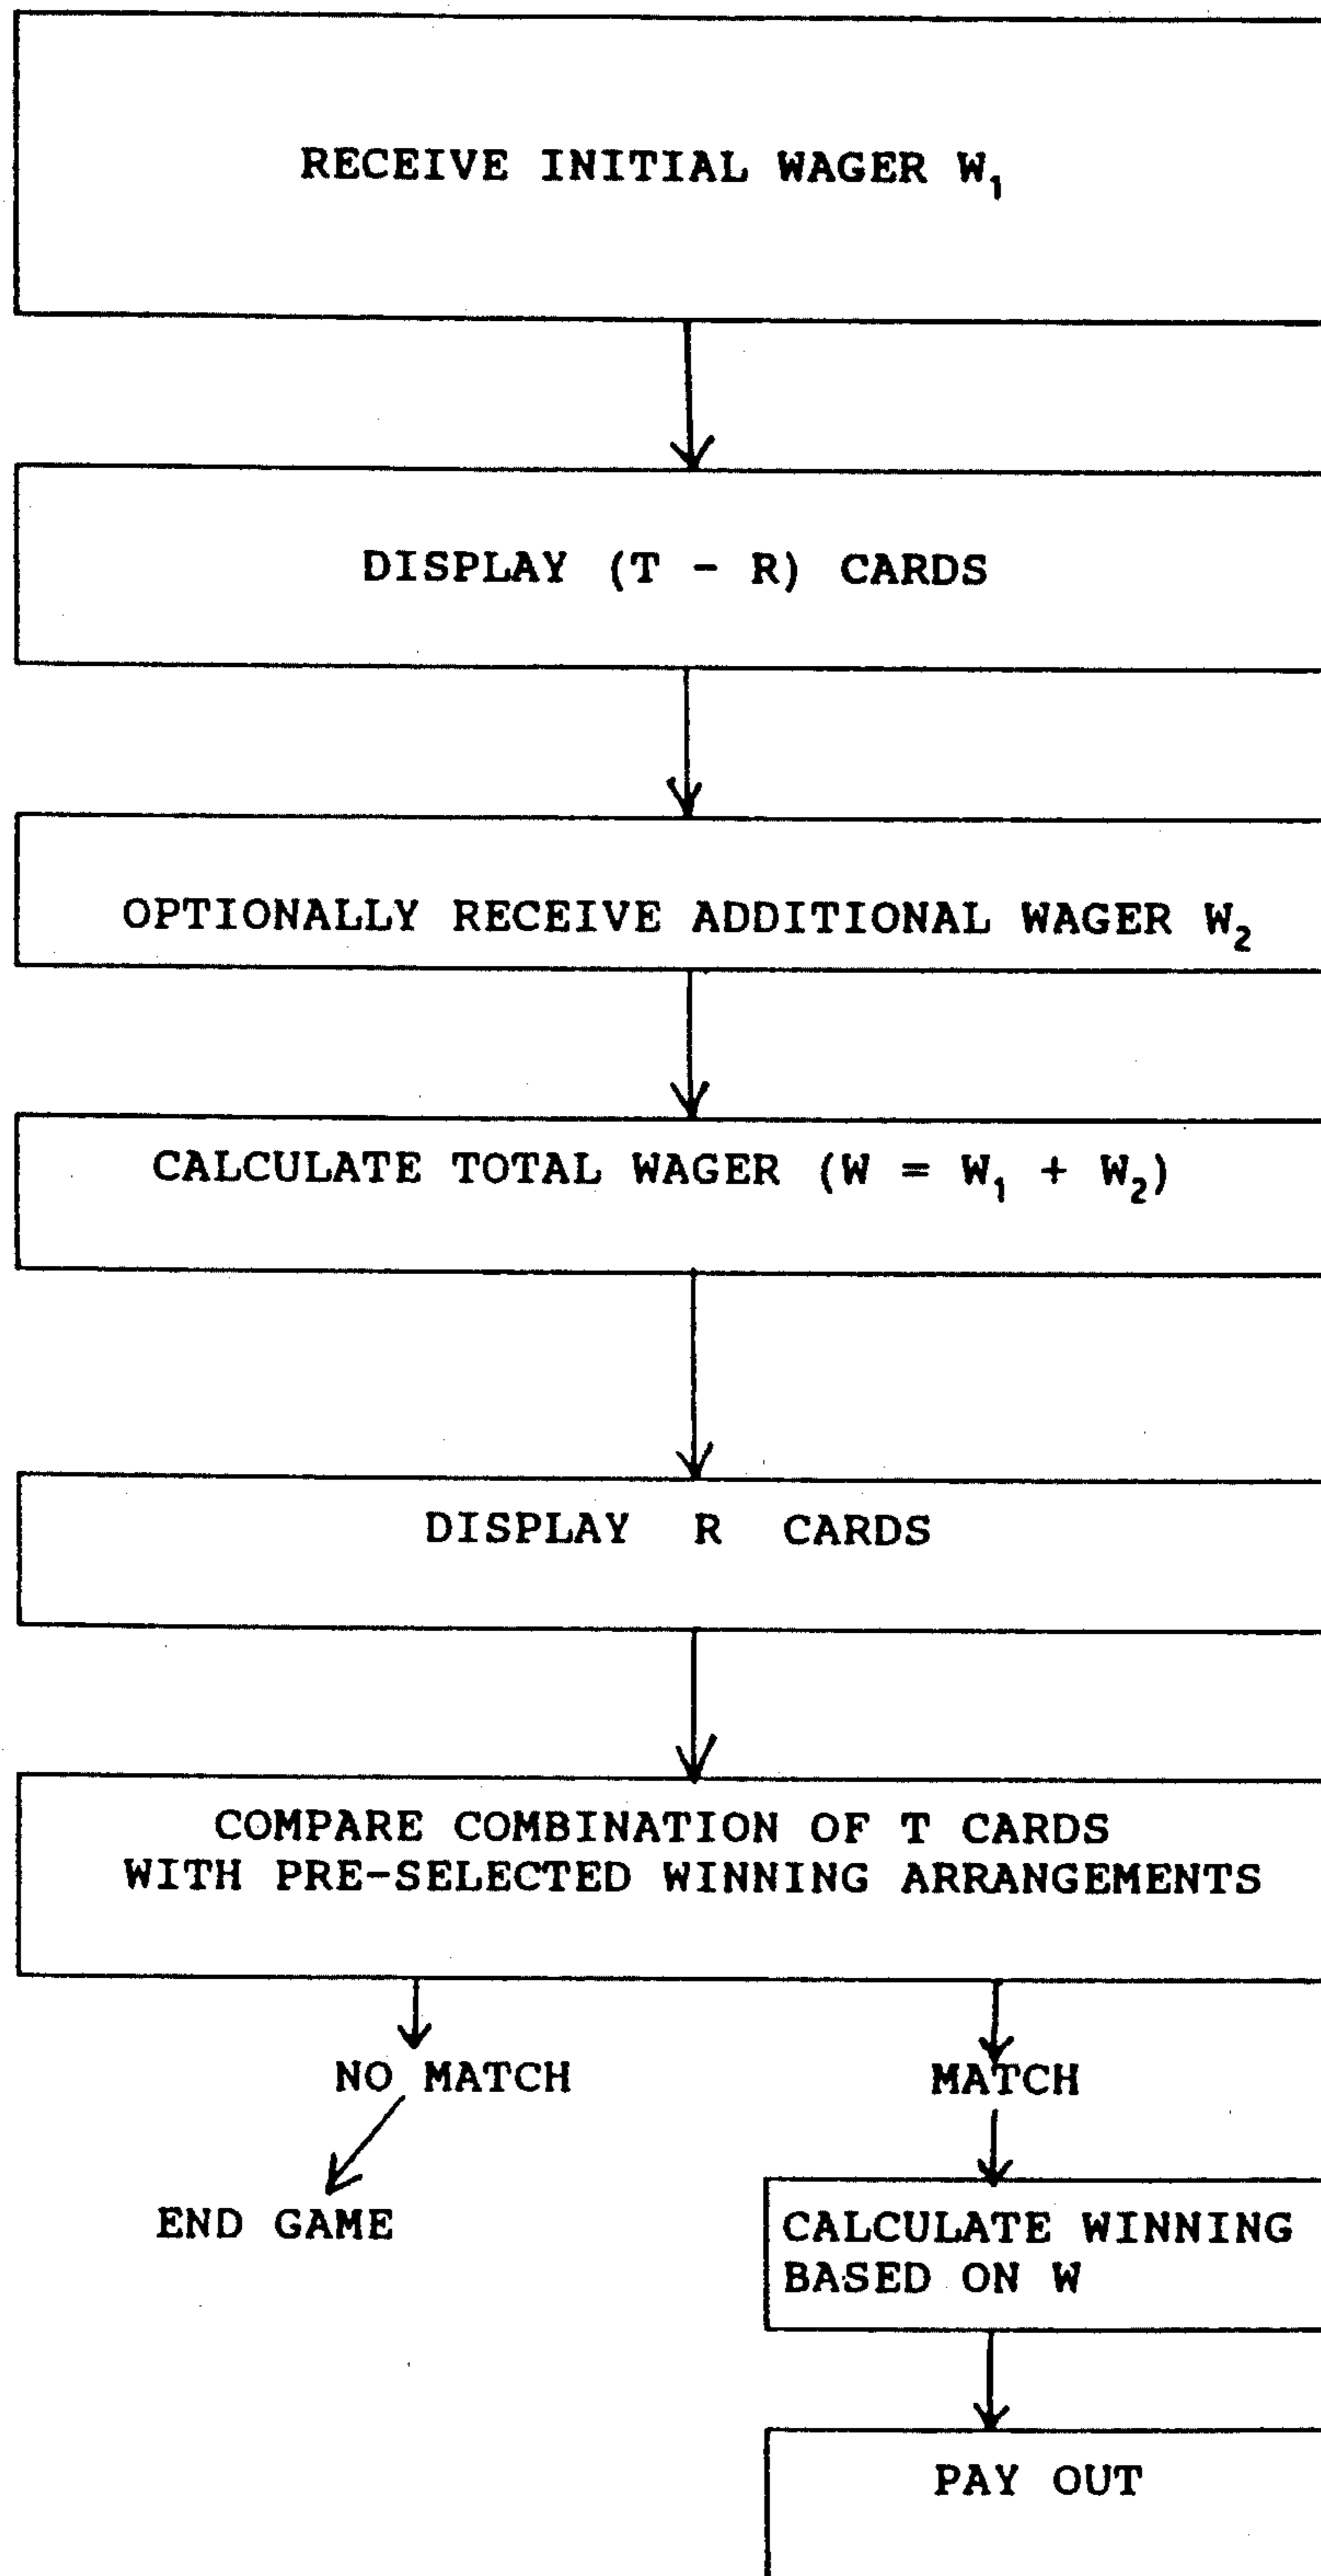 RECEIVE INITIAL WAGER W₁
DISPLAY (T - R) CARDS
OPTIONALLY RECEIVE ADDITIONAL WAGER W₂
CALCULATE TOTAL WAGER (W = W₁ + W₂)
DISPLAY R CARDS
COMPARE COMBINATION OF T CARDS
WITH PRE-SELECTED WINNING ARRANGEMENTS
NO MATCH
MATCH
END GAME
CALCULATE WINNING
BASED ON W
PAY OUT